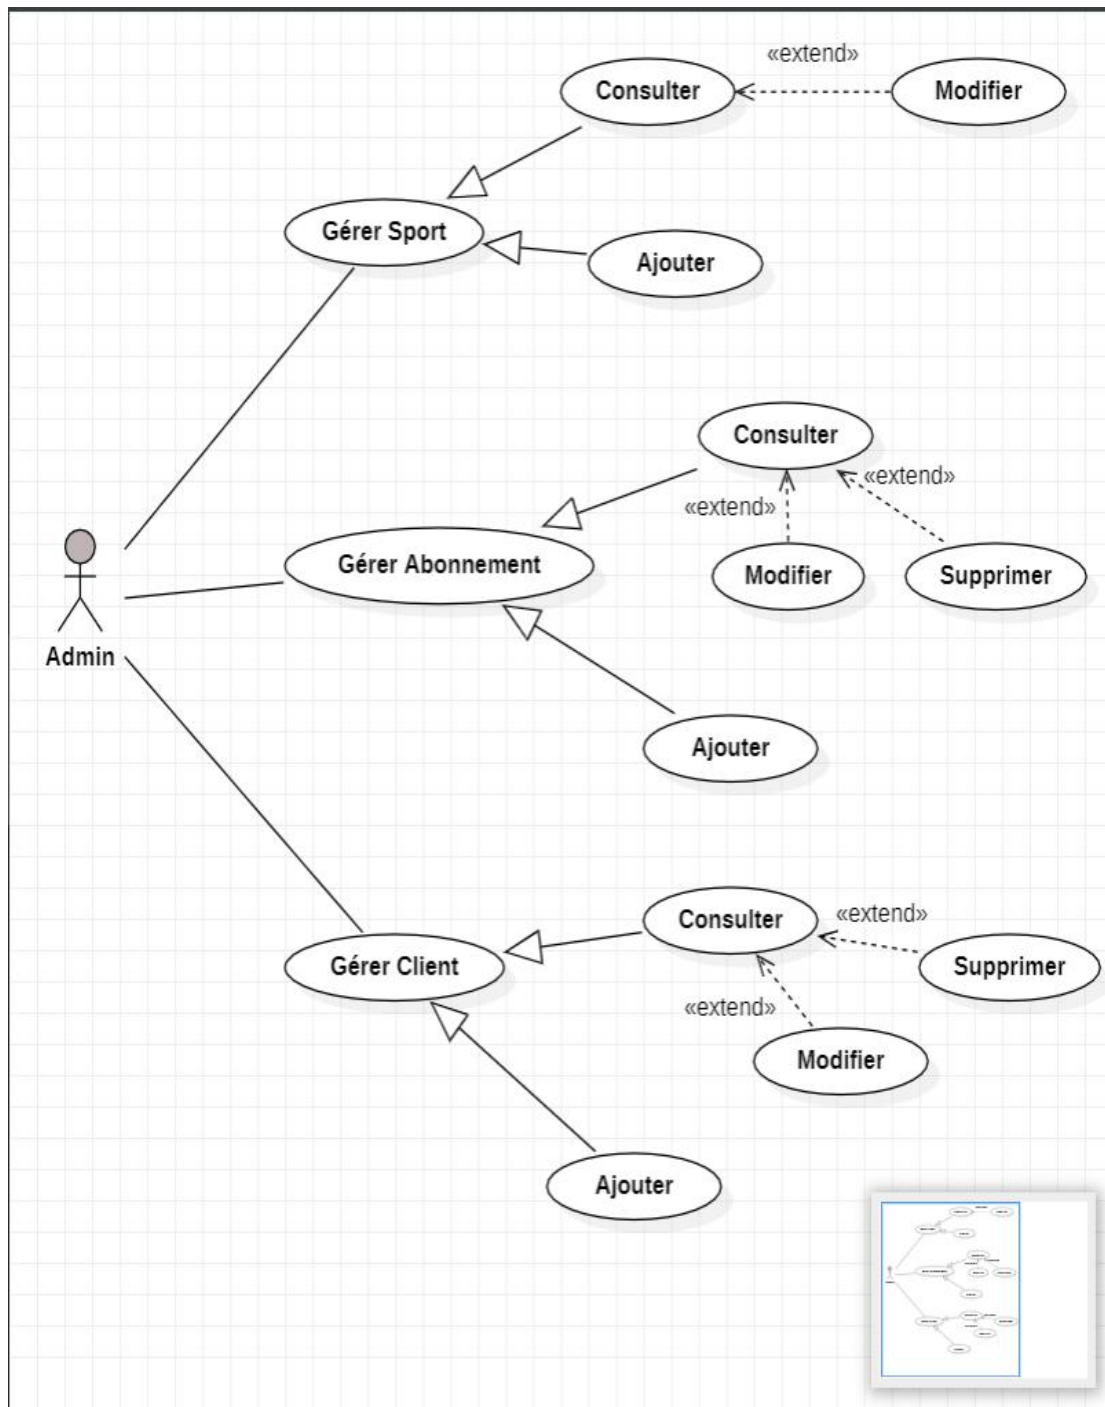 «extend»
Consulter
Modifier
Gérer Sport
Ajouter
Consulter
«extend»
«extend»
Gérer Abonnement
Modifier
Supprimer
Admin
Ajouter
Consulter
«extend»
Gérer Client
Supprimer
«extend»
Modifier
Ajouter